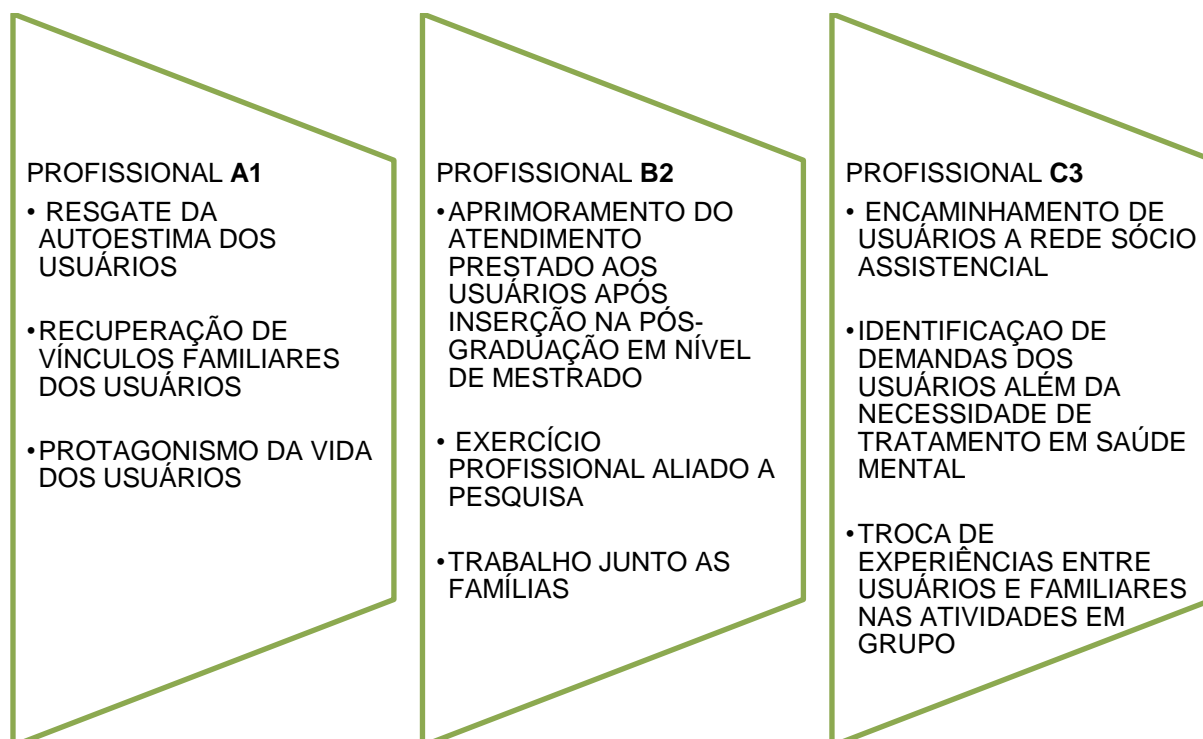 PROFISSIONAL A1
• RESGATE DA
AUTOESTIMA DOS
USUÁRIOS
•RECUPERAÇÃO DE
VÍNCULOS FAMILIARES
DOS USUÁRIOS
•PROTAGONISMO DA VIDA
DOS USUÁRIOS
PROFISSIONAL B2
•APRIMORAMENTO DO
ATENDIMENTO
PRESTADO AOS
USUÁRIOS APÓS
INSERÇÃO NA PÓS-
GRADUAÇÃO EM NÍVEL
DE MESTRADO
• EXERCÍCIO
PROFISSIONAL ALIADO A
PESQUISA
•TRABALHO JUNTO AS
FAMÍLIAS
PROFISSIONAL C3
• ENCAMINHAMENTO DE
USUÁRIOS A REDE SÓCIO
ASSISTENCIAL
•IDENTIFICAÇAO DE
DEMANDAS DOS
USUÁRIOS ALÉM DA
NECESSIDADE DE
TRATAMENTO EM SAÚDE
MENTAL
•TROCA DE
EXPERIÊNCIAS ENTRE
USUÁRIOS E FAMILIARES
NAS ATIVIDADES EM
GRUPO